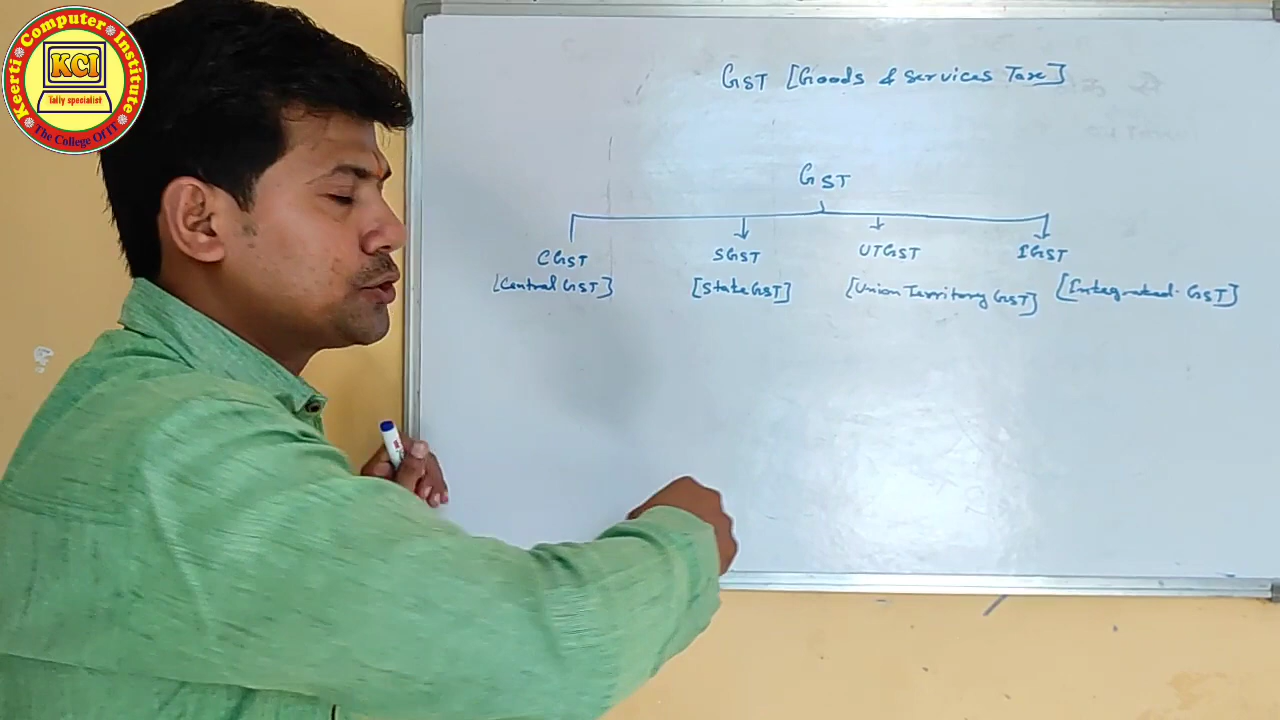 Keerti Computer Institute
KCI
Tally specialist
The College Of IT
GST [Goods & Services Tax]
GST
CGST SGST UTGST IGST
[Central GST] [State GST] [Union Territory GST] [Integrated GST]